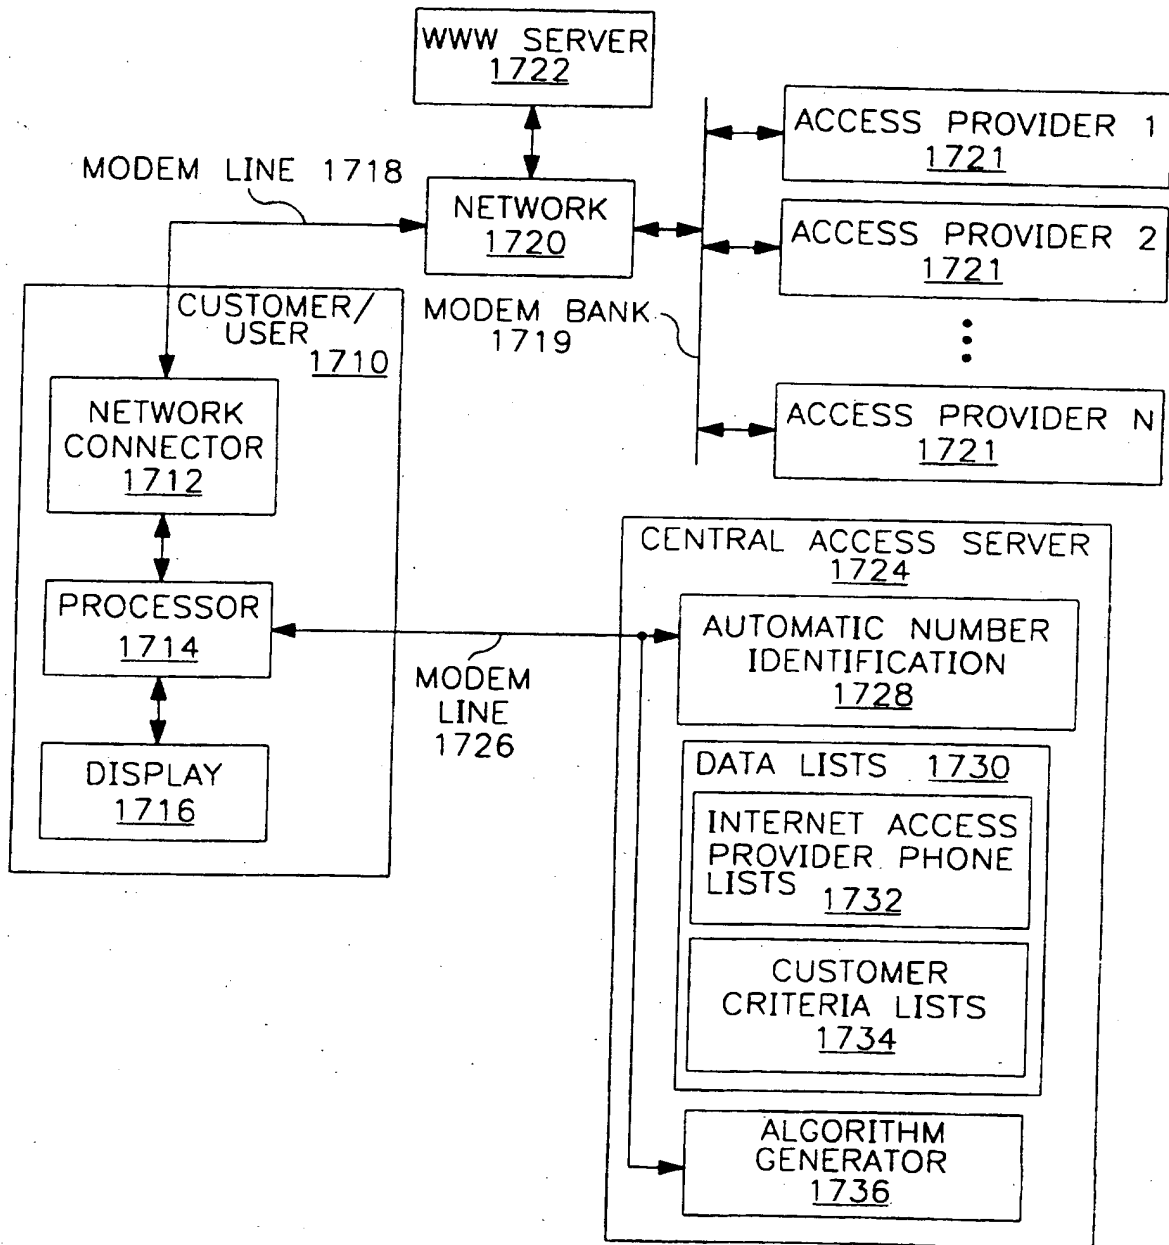 WWW SERVER
1722
MODEM LINE 1718
NETWORK
1720
ACCESS PROVIDER 1
1721
ACCESS PROVIDER 2
1721
MODEM BANK
1719
ACCESS PROVIDER N
1721
CUSTOMER/
USER
1710
NETWORK
CONNECTOR
1712
PROCESSOR
1714
DISPLAY
1716
MODEM
LINE
1726
CENTRAL ACCESS SERVER
1724
AUTOMATIC NUMBER
IDENTIFICATION
1728
DATA LISTS 1730
INTERNET ACCESS
PROVIDER PHONE
LISTS 1732
CUSTOMER
CRITERIA LISTS
1734
ALGORITHM
GENERATOR
1736